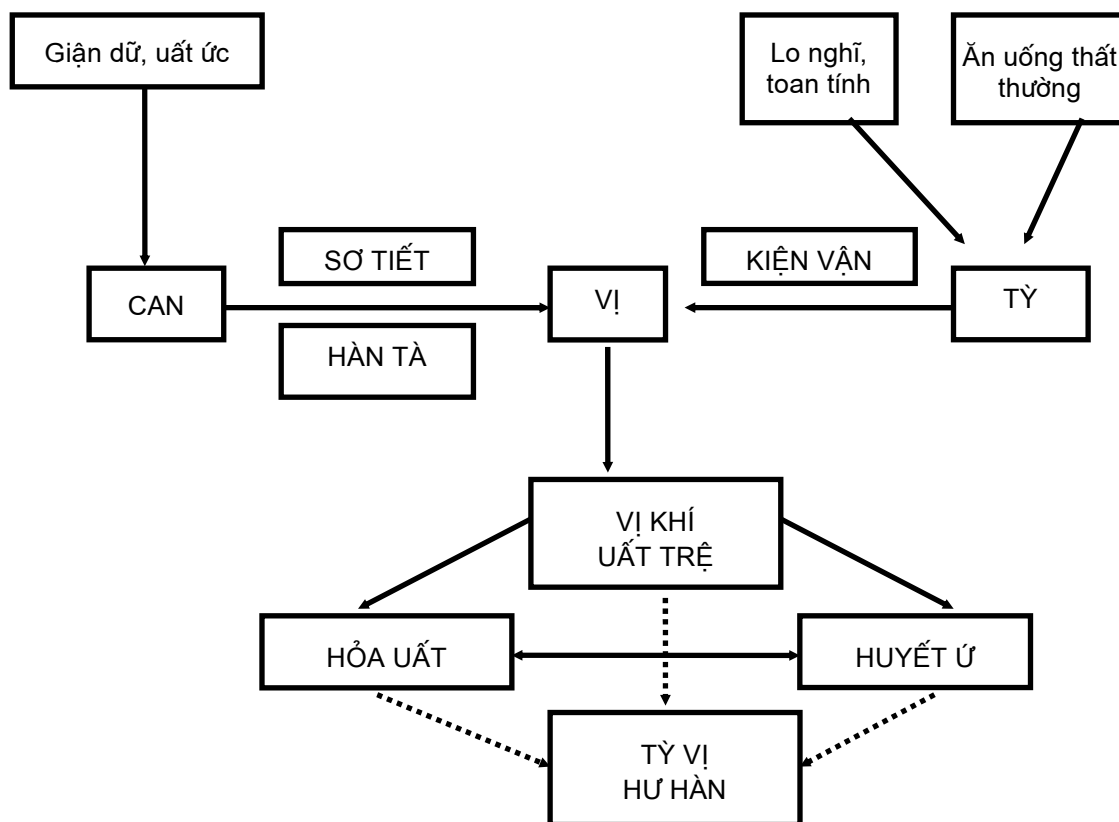 Giận dữ, uất ức
Lo nghĩ,
toan tính
Ăn uống thất
thường
SƠ TIẾT
KIỆN VẬN
CAN
VỊ
TỲ
HÀN TÀ
VỊ KHÍ
UẤT TRỆ
HỎA UẤT
HUYẾT Ứ
TỲ VỊ
HƯ HÀN